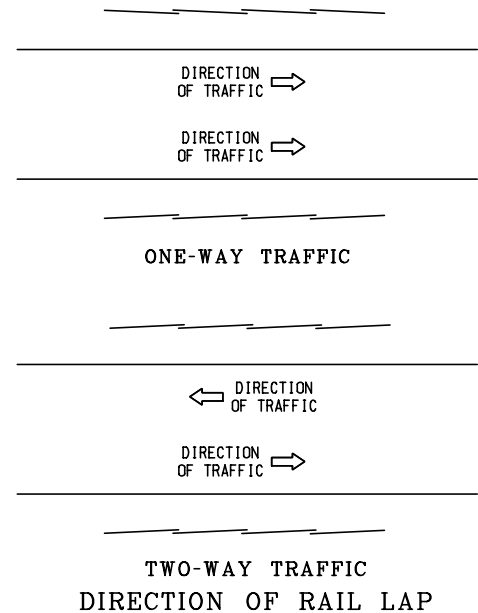 DIRECTION
OF TRAFFIC
DIRECTION
OF TRAFFIC
ONE-WAY TRAFFIC
DIRECTION
OF TRAFFIC
DIRECTION
OF TRAFFIC
TWO-WAY TRAFFIC
DIRECTION OF RAIL LAP